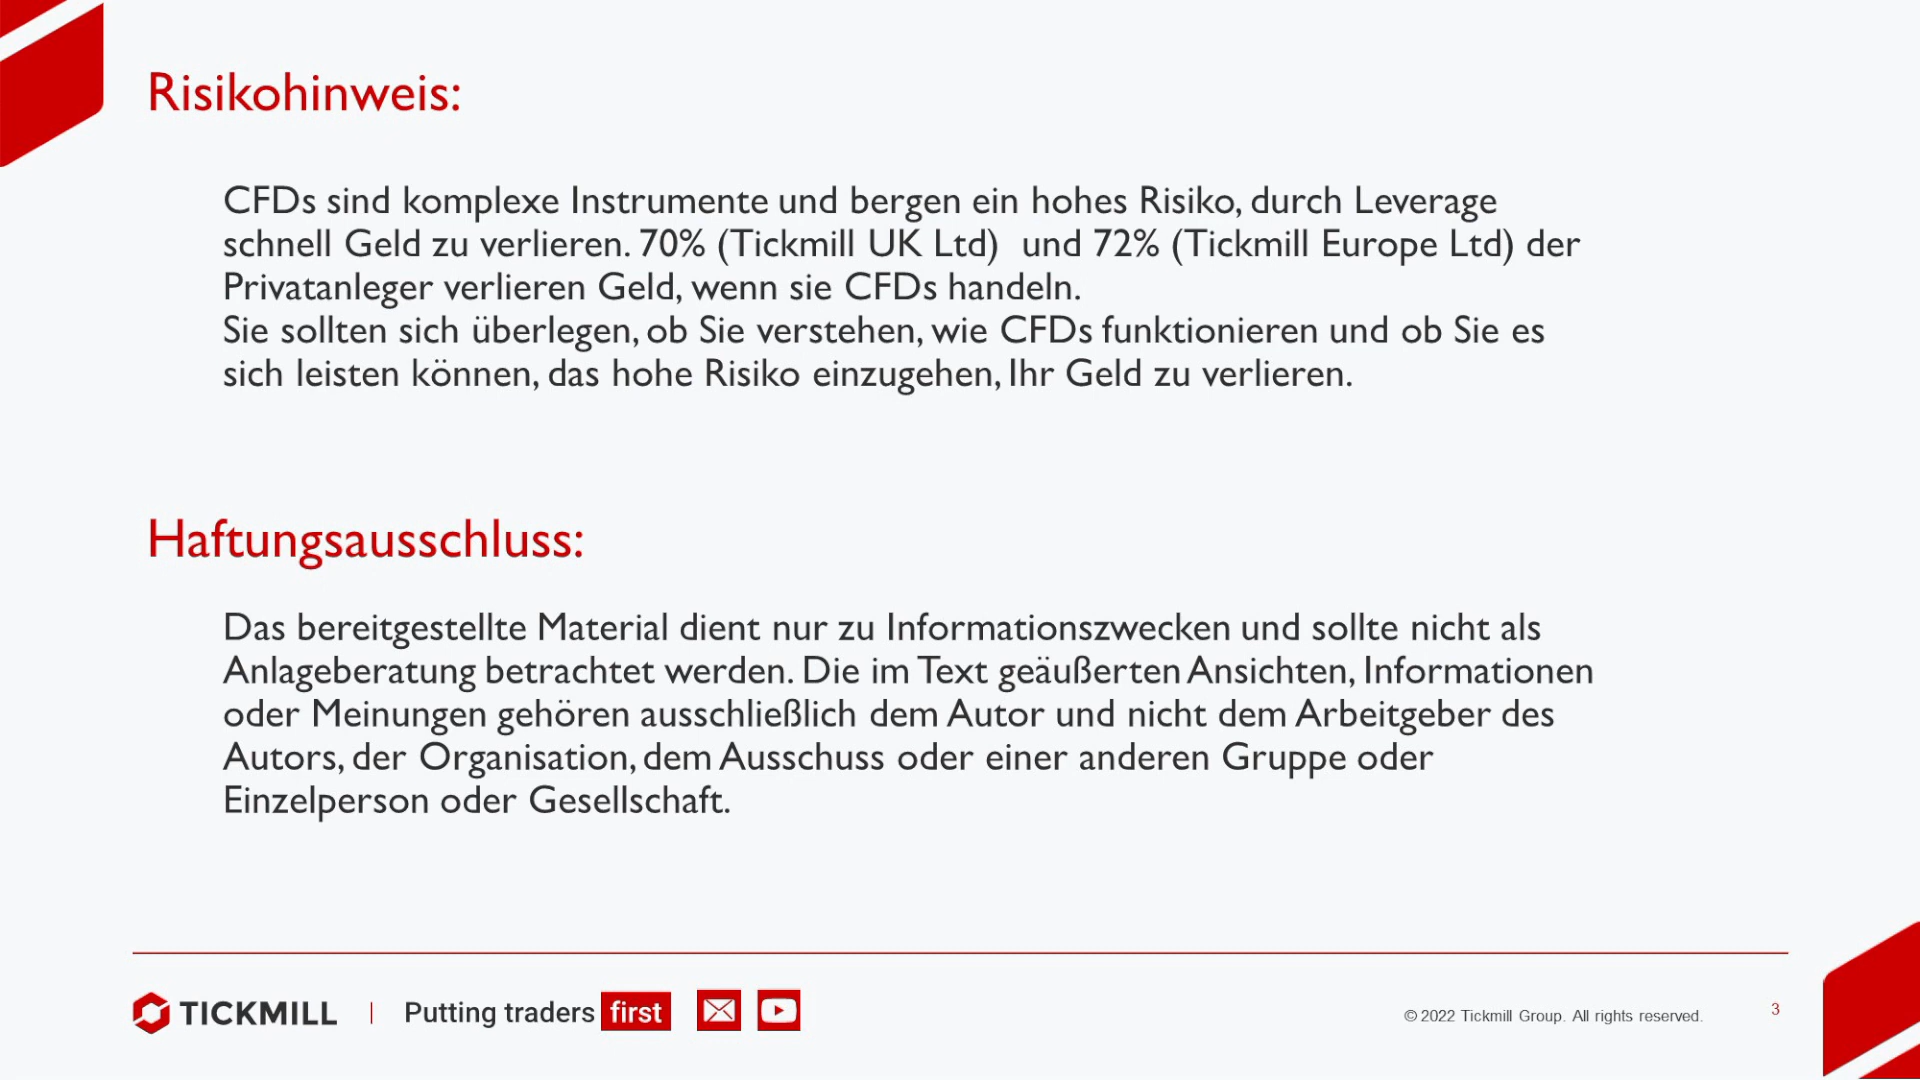 Risikohinweis:
CFDs sind komplexe Instrumente und bergen ein hohes Risiko, durch Leverage
schnell Geld zu verlieren. 70% (Tickmill UK Ltd)  und 72% (Tickmill Europe Ltd) der
Privatanleger verlieren Geld, wenn sie CFDs handeln.
Sie sollten sich überlegen, ob Sie verstehen, wie CFDs funktionieren und ob Sie es
sich leisten können, das hohe Risiko einzugehen, Ihr Geld zu verlieren.
Haftungsausschluss:
Das bereitgestellte Material dient nur zu Informationszwecken und sollte nicht als
Anlageberatung betrachtet werden. Die im Text geäußerten Ansichten, Informationen
oder Meinungen gehören ausschließlich dem Autor und nicht dem Arbeitgeber des
Autors, der Organisation, dem Ausschuss oder einer anderen Gruppe oder
Einzelperson oder Gesellschaft.
TICKMILL | Putting traders first
© 2022 Tickmill Group. All rights reserved.
3